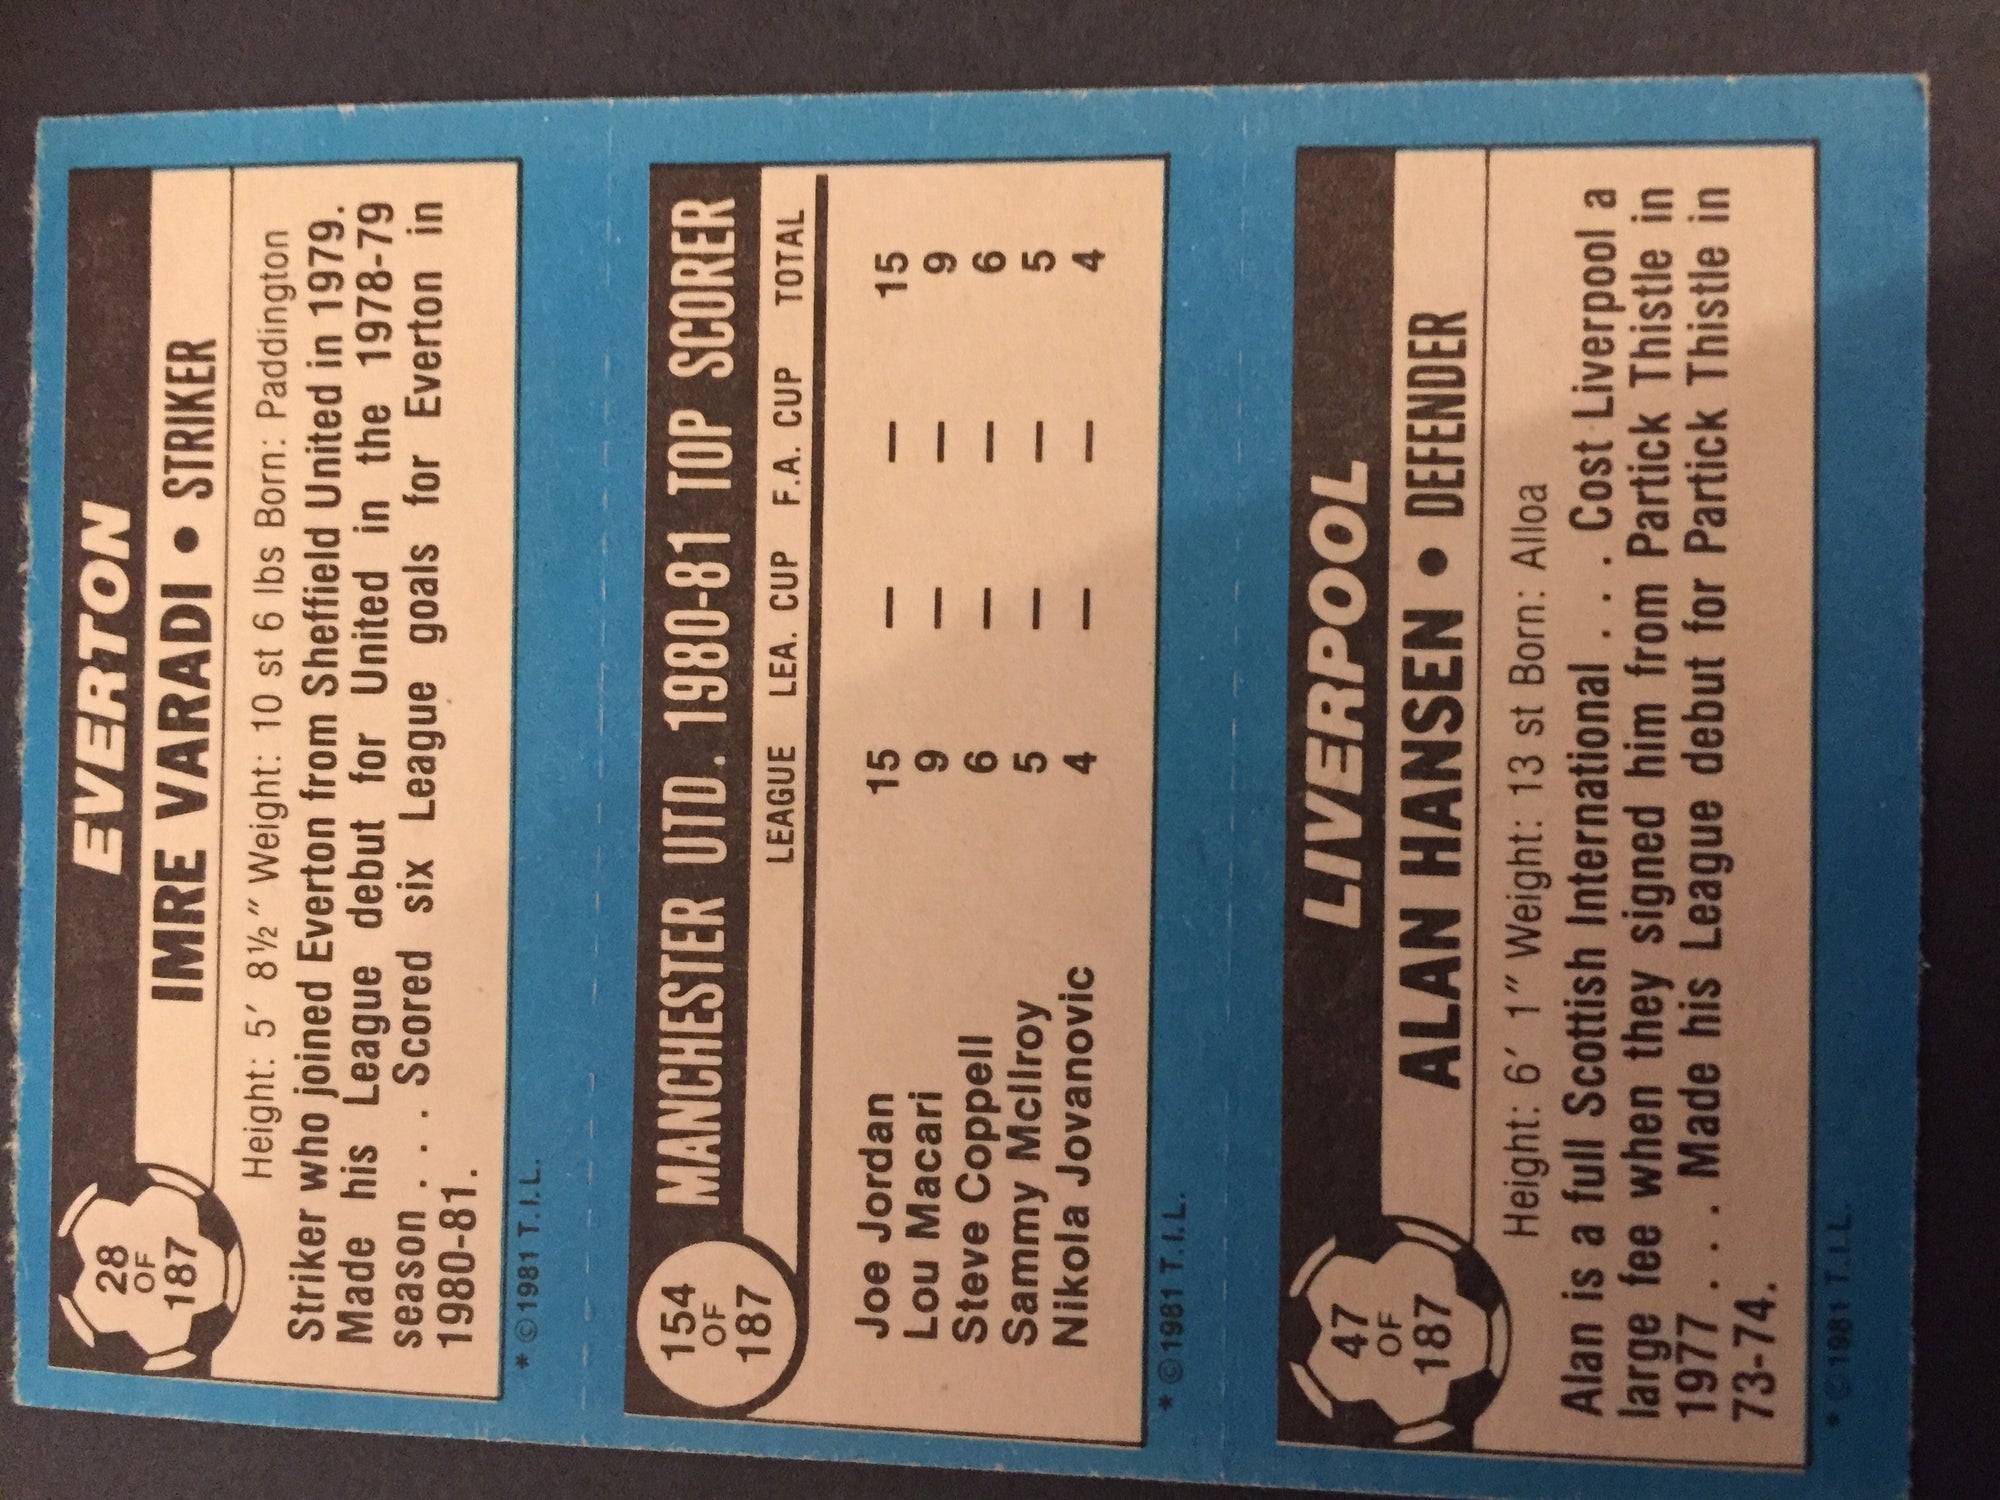 28
OF
187
EVERTON
IMRE VARADI • STRIKER
Height: 5′ 8½″ Weight: 10 st 6 lbs Born: Paddington
Striker who joined Everton from Sheffield United in 1979.
Made his League debut for United in the 1978-79
season . . . Scored six League goals for Everton in
1980-81.
* © 1981 T.I.L.
154
OF
187
MANCHESTER UTD. 1980-81 TOP SCORER
LEAGUE LEA. CUP F.A. CUP TOTAL
Joe Jordan 15 — — 15
Lou Macari 9 — — 9
Steve Coppell 6 — — 6
Sammy McIlroy 5 — — 5
Nikola Jovanovic 4 — — 4
* © 1981 T.I.L.
47
OF
187
LIVERPOOL
ALAN HANSEN • DEFENDER
Height: 6′ 1″ Weight: 13 st Born: Alloa
Alan is a full Scottish International . . . Cost Liverpool a
large fee when they signed him from Partick Thistle in
1977 . . . Made his League debut for Partick Thistle in
73-74.
* © 1981 T.I.L.